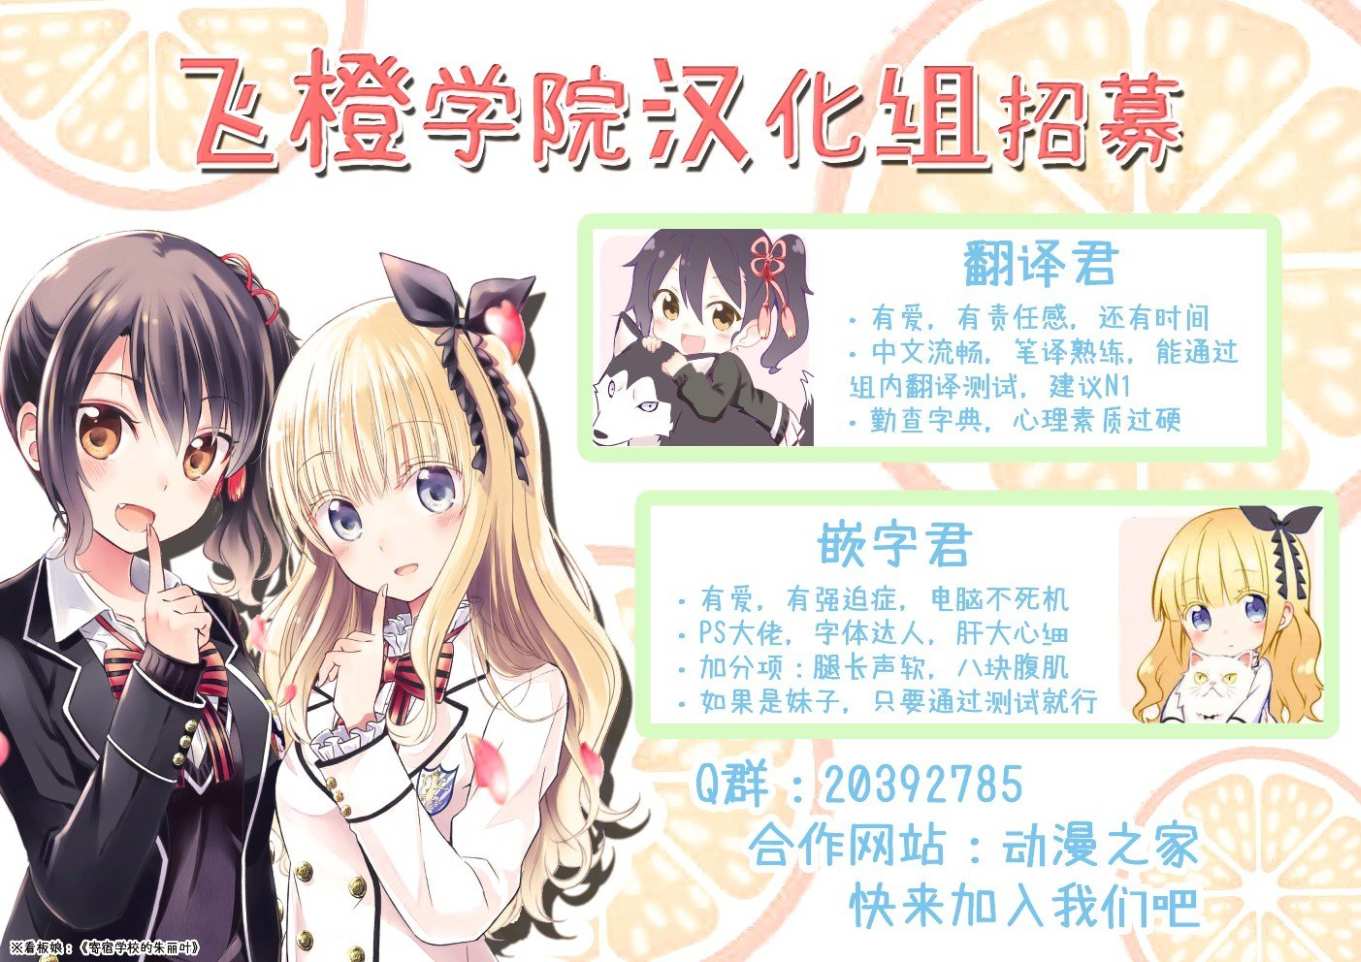 飞橙学院汉化组招募
翻译君
· 有爱，有责任感，还有时间
· 中文流畅，笔译熟练，能通过
组内翻译测试，建议N1
· 勤查字典，心理素质过硬
嵌字君
· 有爱，有强迫症，电脑不死机
· PS大佬，字体达人，肝大心细
· 加分项：腿长声软，八块腹肌
· 如果是妹子，只要通过测试就行
Q群：20392785
合作网站：动漫之家
快来加入我们吧
※看板娘：《寄宿学校的朱丽叶》